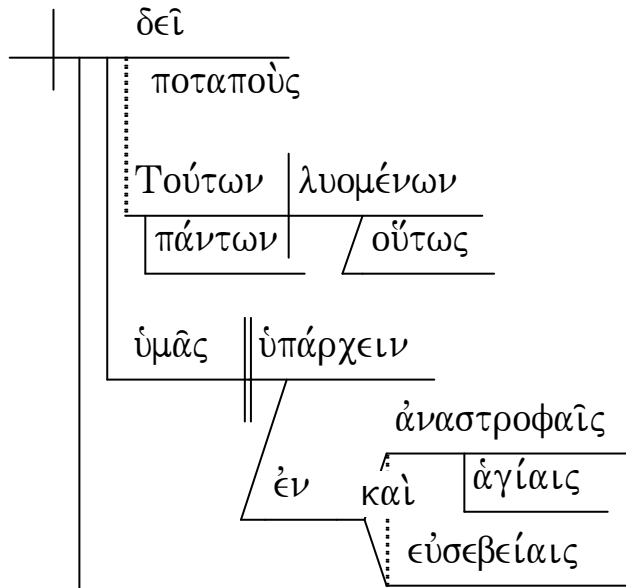 δεῖ
ποταποὺς
Τούτων λυομένων
πάντων οὕτως
ὑμᾶς ὑπάρχειν
ἀναστροφαῖς
ἐν καὶ ἁγίαις
εὐσεβείαις